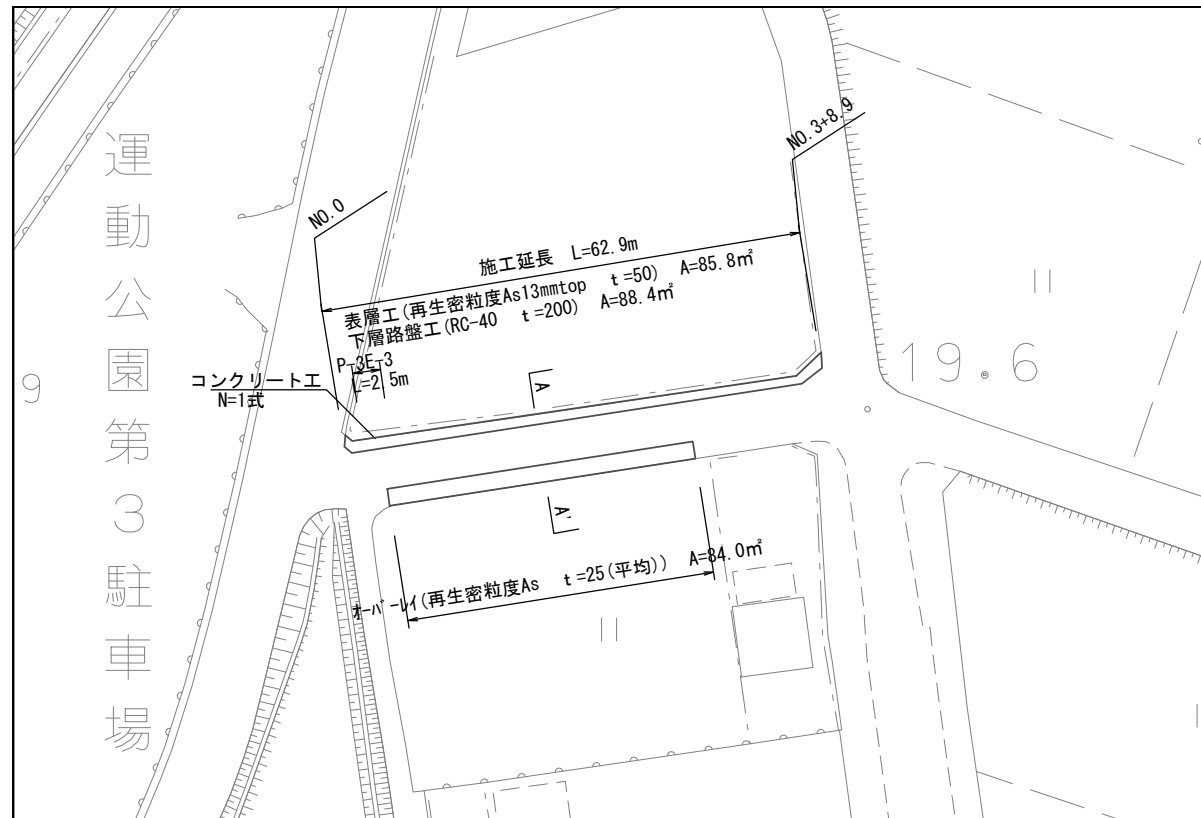 運動公園第3駐車場
NO.0
NO.3+8.9
施工延長 L=62.9m
表層工(再生密粒度As13mmtop t=50) A=85.8㎡
下層路盤工(RC-40 t=200) A=88.4㎡
P-3E-3
L=2.5m
コンクリート工
N=1式
A
A'
オーバーレイ(再生密粒度As t=25(平均)) A=84.0㎡
19.6
9